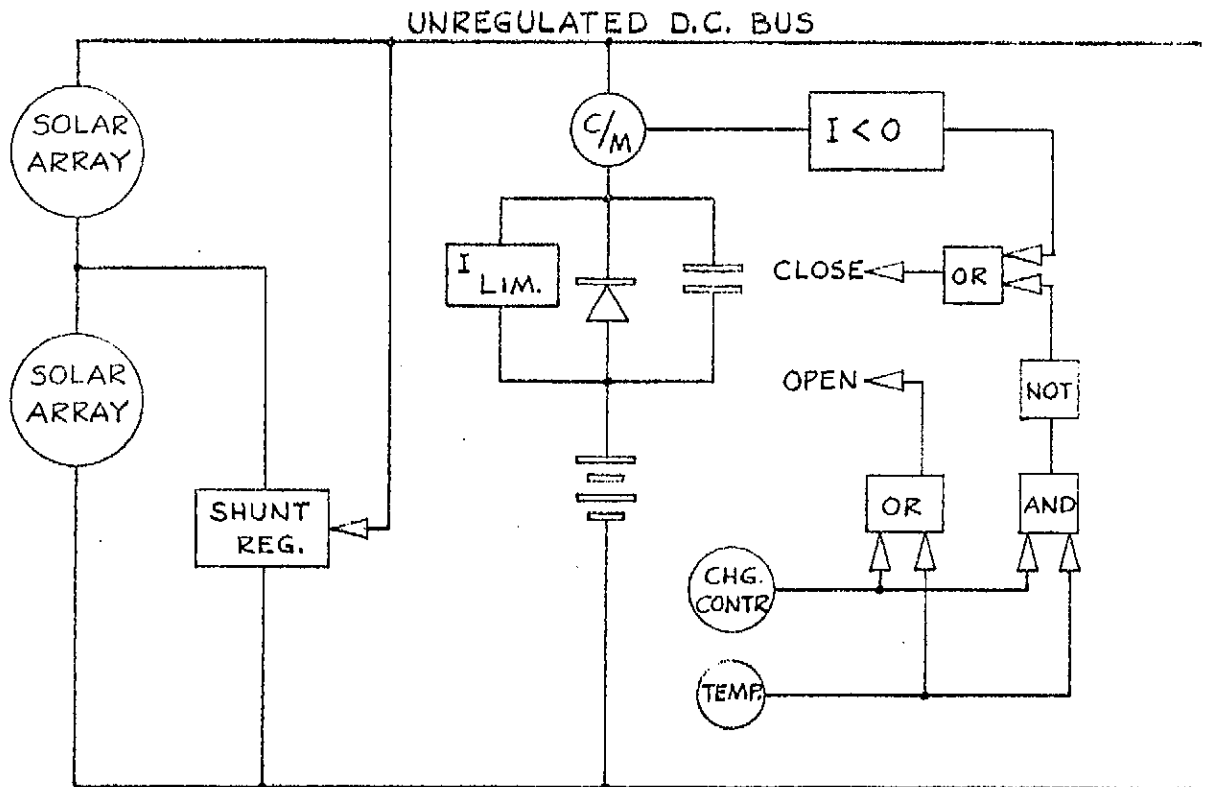 UNREGULATED D.C. BUS
SOLAR
ARRAY
C/M
I < 0
I
LIM.
CLOSE
OR
SOLAR
ARRAY
OPEN
NOT
SHUNT
REG.
OR
AND
CHG.
CONTR
TEMP.